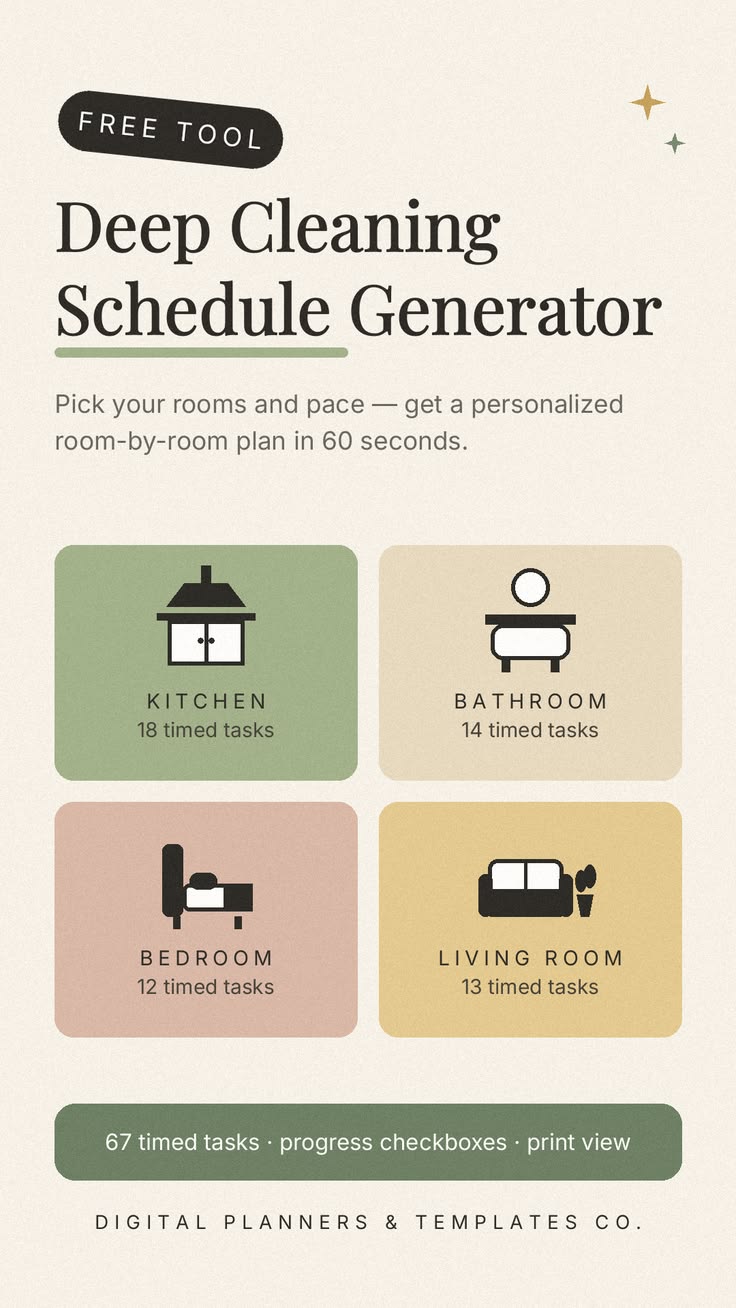 FREE TOOL
Deep Cleaning
Schedule Generator
Pick your rooms and pace — get a personalized
room-by-room plan in 60 seconds.
KITCHEN
18 timed tasks
BATHROOM
14 timed tasks
BEDROOM
12 timed tasks
LIVING ROOM
13 timed tasks
67 timed tasks · progress checkboxes · print view
DIGITAL PLANNERS & TEMPLATES CO.